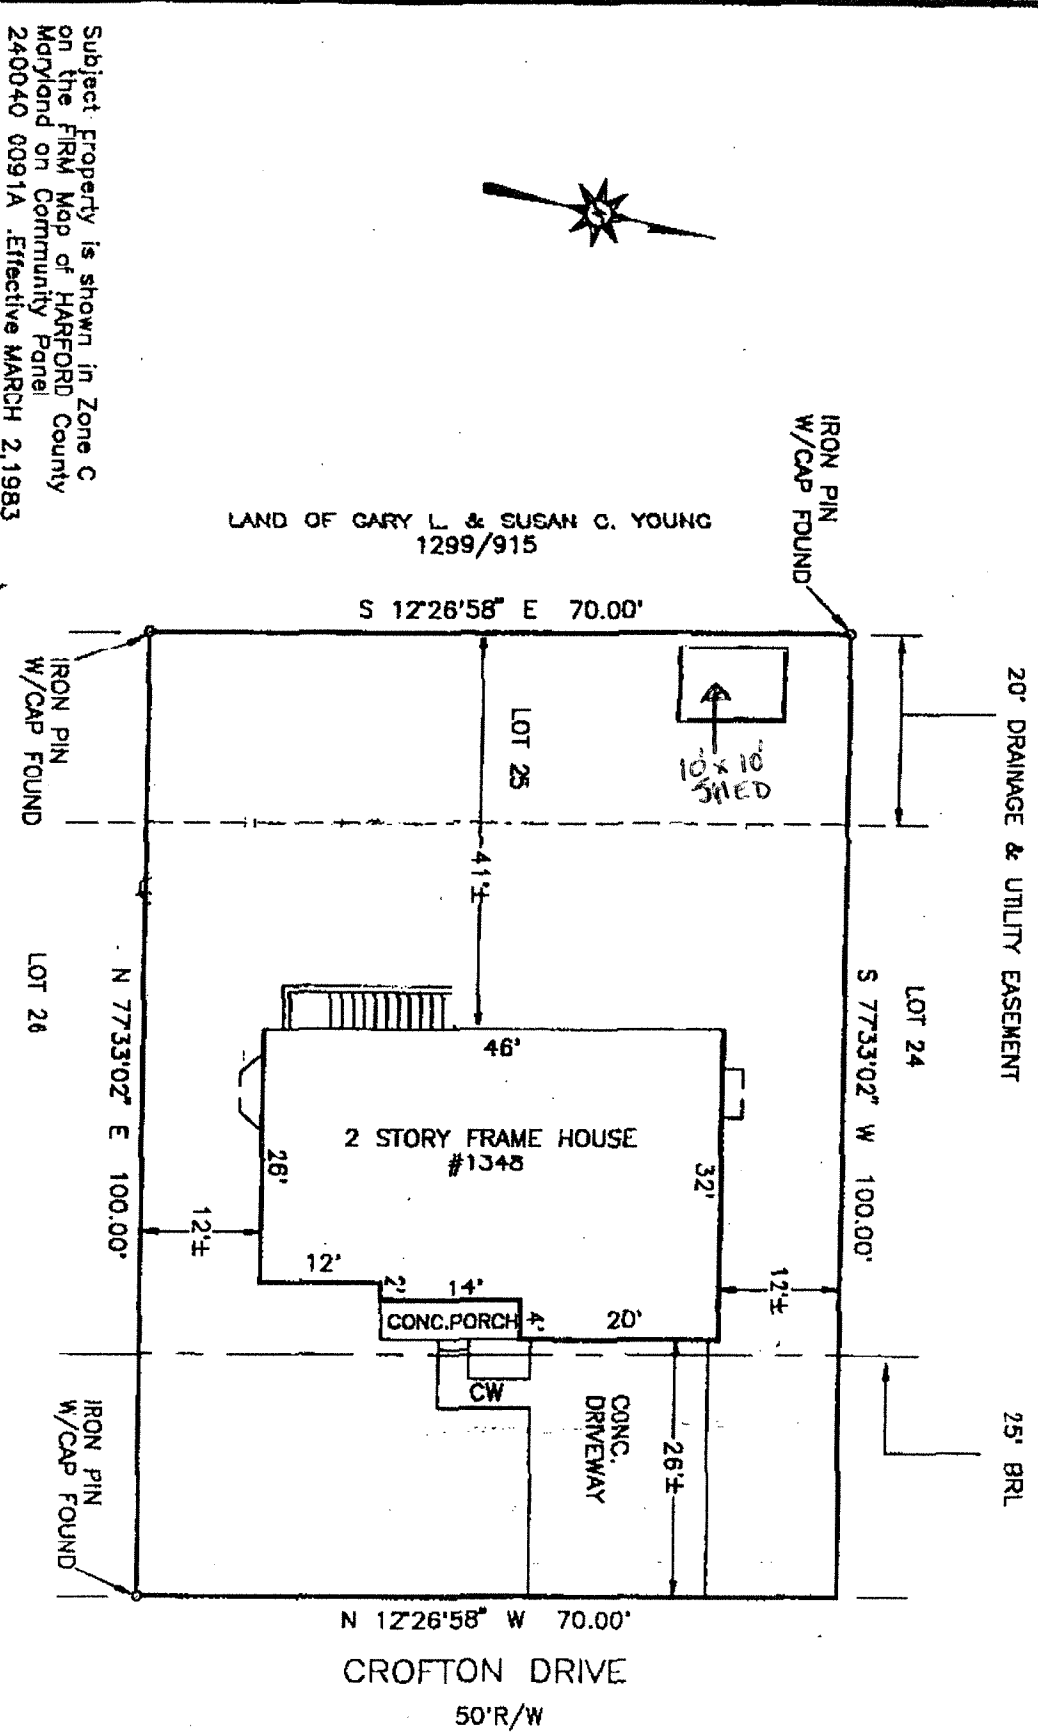 Subject property is shown in Zone C
on the FIRM Map of HARFORD County
Maryland on Community Panel
240040 0091A .Effective MARCH 2,1983
IRON PIN
W/CAP FOUND
LAND OF GARY L. & SUSAN C. YOUNG
1299/915
S 12°26'58" E 70.00'
20' DRAINAGE & UTILITY EASEMENT
IRON PIN
W/CAP FOUND
LOT 25
10' x 10'
SHED
41'±
LOT 24
S 77°33'02" W 100.00'
LOT 26
N 77°33'02" E 100.00'
46'
2 STORY FRAME HOUSE
#1348
26'
32'
12'±
12'±
12'
2'
14'
CONC.PORCH
4'
20'
CW
CONC.
DRIVEWAY
26'±
25' BRL
IRON PIN
W/CAP FOUND
N 12°26'58" W 70.00'
CROFTON DRIVE
50'R/W